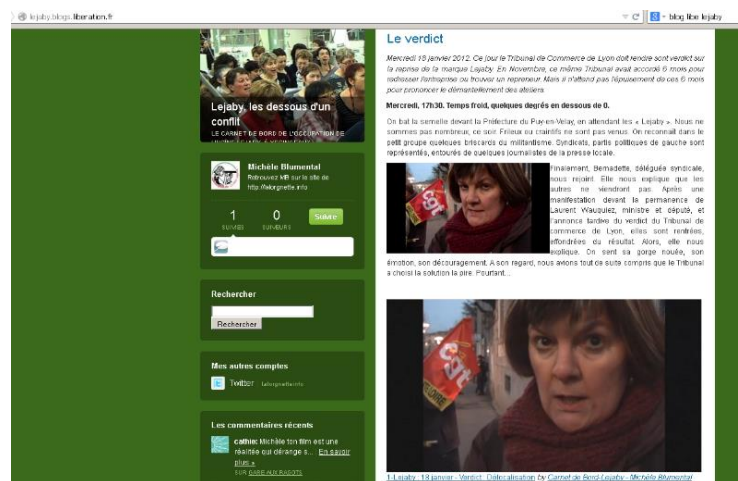 lejaby.blogs.liberation.fr
blog libe lejaby
Lejaby, les dessous d'un
conflit
LE CARNET DE BORD DE L'OCCUPATION DE
Michèle Blumental
Retrouvez MB sur le site de
http://lalorgnette.info
1
0
Suivre
SUIVIES
SUIVEURS
Rechercher
Rechercher
Mes autres comptes
Twitter lalorgnetteinfo
Les commentaires récents
cathie: Michèle ton film est une
réalitée qui dérange s... En savoir
plus »
SUR GARE AUX RAGOTS
Le verdict
Mercredi 18 janvier 2012. Ce jour le Tribunal de Commerce de Lyon doit rendre sont verdict sur
la reprise de la marque Lejaby. En Novembre, ce même Tribunal avait accordé 6 mois pour
redresser l'entreprise ou trouver un repreneur. Mais il n'attend pas l'épuisement de ces 6 mois
pour prononcer le démantellement des ateliers.
Mercredi, 17h30. Temps froid, quelques degrés en dessous de 0.
On bat la semelle devant la Préfecture du Puy-en-Velay, en attendant les « Lejaby ». Nous ne
sommes pas nombreux, ce soir. Frileux ou craintifs ne sont pas venus. On reconnaît dans le
petit groupe quelques briscards du militantisme. Syndicats, partis politiques de gauche sont
représentés, entourés de quelques journalistes de la presse locale.
Finalement, Bernadette, déléguée syndicale,
nous rejoint. Elle nous explique que les
autres ne viendront pas. Après une
manifestation devant la permanence de
Laurent Wauquiez, ministre et député, et
l'annonce tardive du verdict du Tribunal de
commerce de Lyon, elles sont rentrées,
effondrées du résultat. Alors, elle nous
explique. On sent sa gorge nouée, son
émotion, son découragement. A son regard, nous avions tout de suite compris que le Tribunal
a choisi la solution la pire. Pourtant...
cgt
cgt
LOIRE
1-Lejaby : 18 janvier - Verdict : Délocalisation by Carnet de Bord-Lejaby - Michèle Blumental